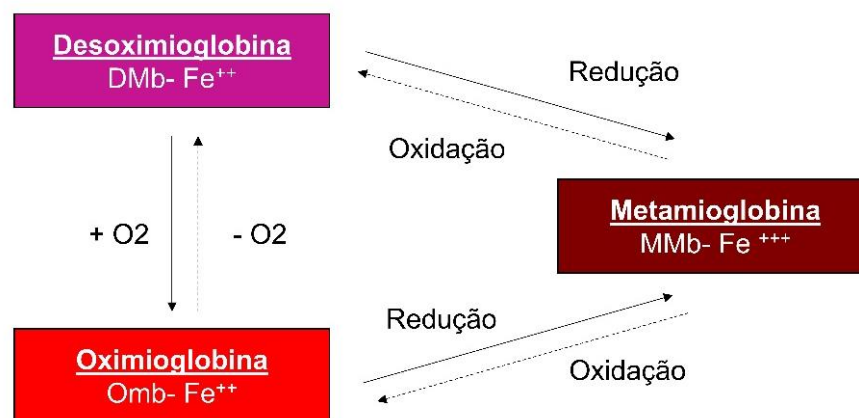 Desoximioglobina
DMb- Fe⁺⁺
Redução
Oxidação
Metamioglobina
MMb- Fe ⁺⁺⁺
+ O2
- O2
Redução
Oxidação
Oximioglobina
Omb- Fe⁺⁺